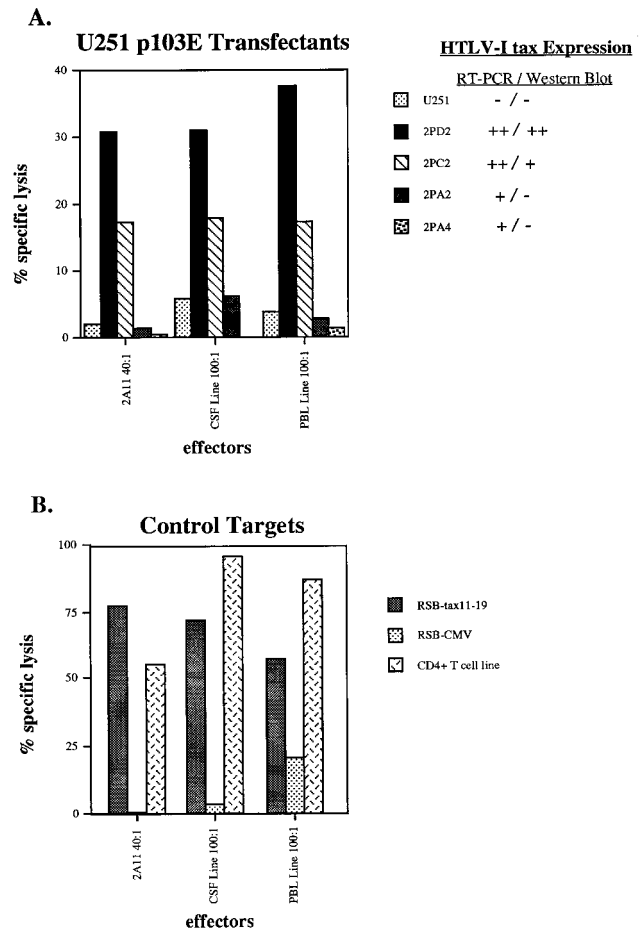 A.
U251 p103E Transfectants
HTLV-I tax Expression
RT-PCR / Western Blot
U251 - / -
2PD2 ++ / ++
2PC2 ++ / +
2PA2 + / -
2PA4 + / -
% specific lysis
40
30
20
10
0
2A11 40:1
CSF Line 100:1
PBL Line 100:1
effectors
B.
Control Targets
% specific lysis
100
75
50
25
0
RSB-tax11-19
RSB-CMV
CD4+ T cell line
2A11 40:1
CSF Line 100:1
PBL Line 100:1
effectors